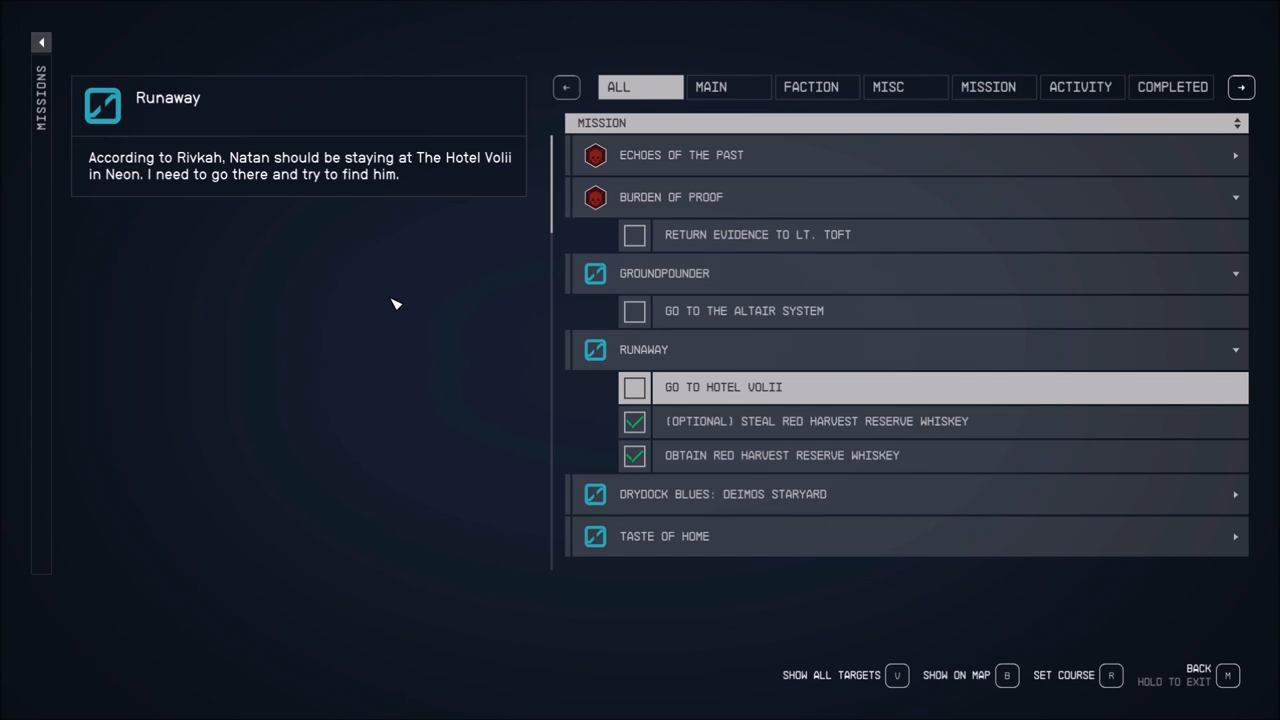 MISSIONS
Runaway
According to Rivkah, Natan should be staying at The Hotel Volii
in Neon. I need to go there and try to find him.
ALL MAIN FACTION MISC MISSION ACTIVITY COMPLETED
MISSION
ECHOES OF THE PAST
BURDEN OF PROOF
RETURN EVIDENCE TO LT. TOFT
GROUNDPOUNDER
GO TO THE ALTAIR SYSTEM
RUNAWAY
GO TO HOTEL VOLII
(OPTIONAL) STEAL RED HARVEST RESERVE WHISKEY
OBTAIN RED HARVEST RESERVE WHISKEY
DRYDOCK BLUES: DEIMOS STARYARD
TASTE OF HOME
SHOW ALL TARGETS V SHOW ON MAP B SET COURSE R BACK M
HOLD TO EXIT